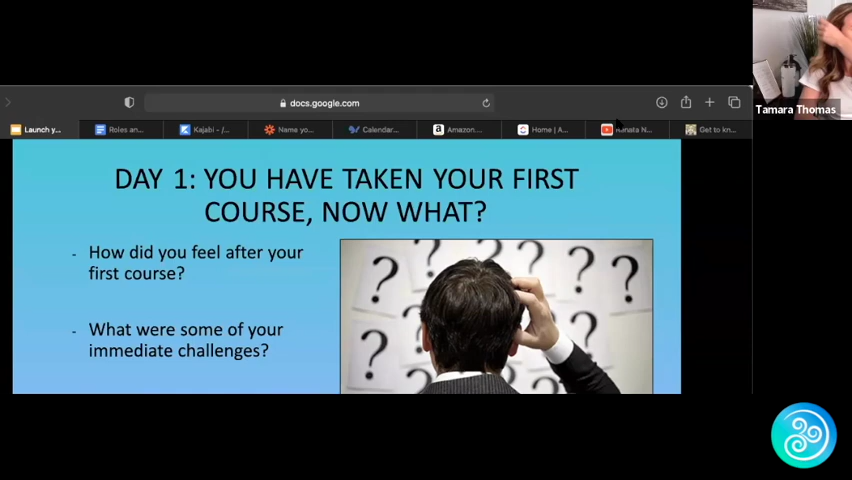 Tamara Thomas
docs.google.com
Launch y...
Roles an...
Kajabi - /...
Name yo...
Calendar...
Amazon....
Home | A...
Get to kn...
DAY 1: YOU HAVE TAKEN YOUR FIRST
COURSE, NOW WHAT?
- How did you feel after your
first course?
- What were some of your
immediate challenges?
? ? ? ? ? ? ?